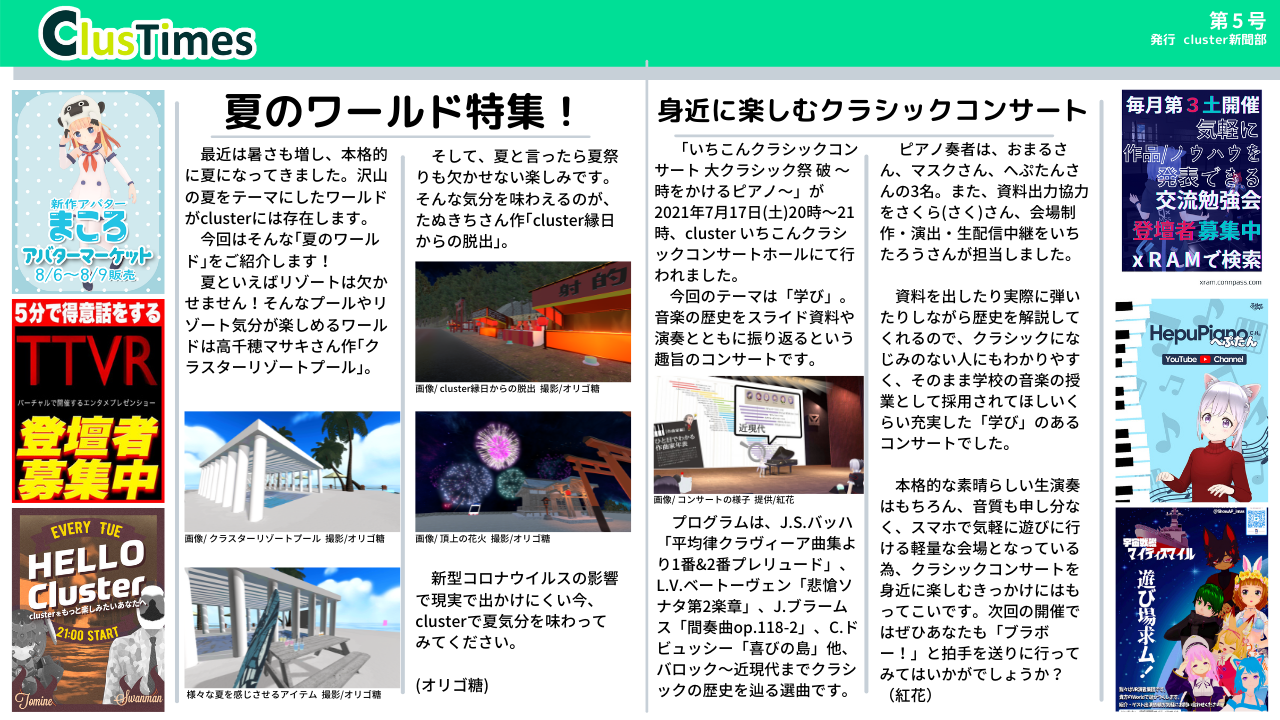 ClusTimes
第5号
発行 cluster新聞部
新作アバター
まころ
アバターマーケット
8/6〜8/9販売
5分で得意話をする
TTVR
バーチャルで開催するエンタメプレゼンショー
登壇者
募集中
EVERY TUE
HELLO
Cluster
clusterをもっと楽しみたいあなたへ
21:00 START
Tomine
Swanman
夏のワールド特集！
最近は暑さも増し、本格的
に夏になってきました。沢山
の夏をテーマにしたワールド
がclusterには存在します。
今回はそんな｢夏のワール
ド｣をご紹介します！
夏といえばリゾートは欠か
せません！そんなプールやリ
ゾート気分が楽しめるワール
ドは高千穂マサキさん作｢ク
ラスターリゾートプール｣。
画像/ クラスターリゾートプール 撮影/オリゴ糖
様々な夏を感じさせるアイテム 撮影/オリゴ糖
そして、夏と言ったら夏祭
りも欠かせない楽しみです。
そんな気分を味わえるのが、
たぬきちさん作｢cluster縁日
からの脱出｣。
射的
画像/ cluster縁日からの脱出 撮影/オリゴ糖
画像/ 頂上の花火 撮影/オリゴ糖
新型コロナウイルスの影響
で現実で出かけにくい今、
clusterで夏気分を味わって
みてください。
(オリゴ糖)
身近に楽しむクラシックコンサート
「いちこんクラシックコン
サート 大クラシック祭 破 〜
時をかけるピアノ〜」が
2021年7月17日(土)20時〜21
時、cluster いちこんクラシ
ックコンサートホールにて行
われました。
今回のテーマは「学び」。
音楽の歴史をスライド資料や
演奏とともに振り返るという
趣旨のコンサートです。
近現代
ひと目でわかる
作曲家年表
画像/ コンサートの様子 提供/紅花
プログラムは、J.S.バッハ
「平均律クラヴィーア曲集よ
り1番&2番プレリュード」、
L.V.ベートーヴェン「悲愴ソ
ナタ第2楽章」、J.ブラーム
ス「間奏曲op.118-2」、C.ド
ビュッシー「喜びの島」他、
バロック〜近現代までクラシ
ックの歴史を辿る選曲です。
ピアノ奏者は、おまるさ
ん、マスクさん、へぷたんさ
んの3名。また、資料出力協力
をさくら(さく)さん、会場制
作・演出・生配信中継をいち
たろうさんが担当しました。
資料を出したり実際に弾い
たりしながら歴史を解説して
くれるので、クラシックにな
じみのない人にもわかりやす
く、そのまま学校の音楽の授
業として採用されてほしいく
らい充実した「学び」のある
コンサートでした。
本格的な素晴らしい生演奏
はもちろん、音質も申し分な
く、スマホで気軽に遊びに行
ける軽量な会場となっている
為、クラシックコンサートを
身近に楽しむきっかけにはも
ってこいです。次回の開催で
はぜひあなたも「ブラボ
ー！」と拍手を送りに行って
みてはいかがでしょうか？
（紅花）
毎月第３土開催
気軽に
作品/ノウハウを
発表できる
交流勉強会
登壇者募集中
xRAMで検索
xram.connpass.com
HepuPiano
へぷたん
YouTube Channel
宇宙戦艦
マイティスマイル
遊び場求ム！